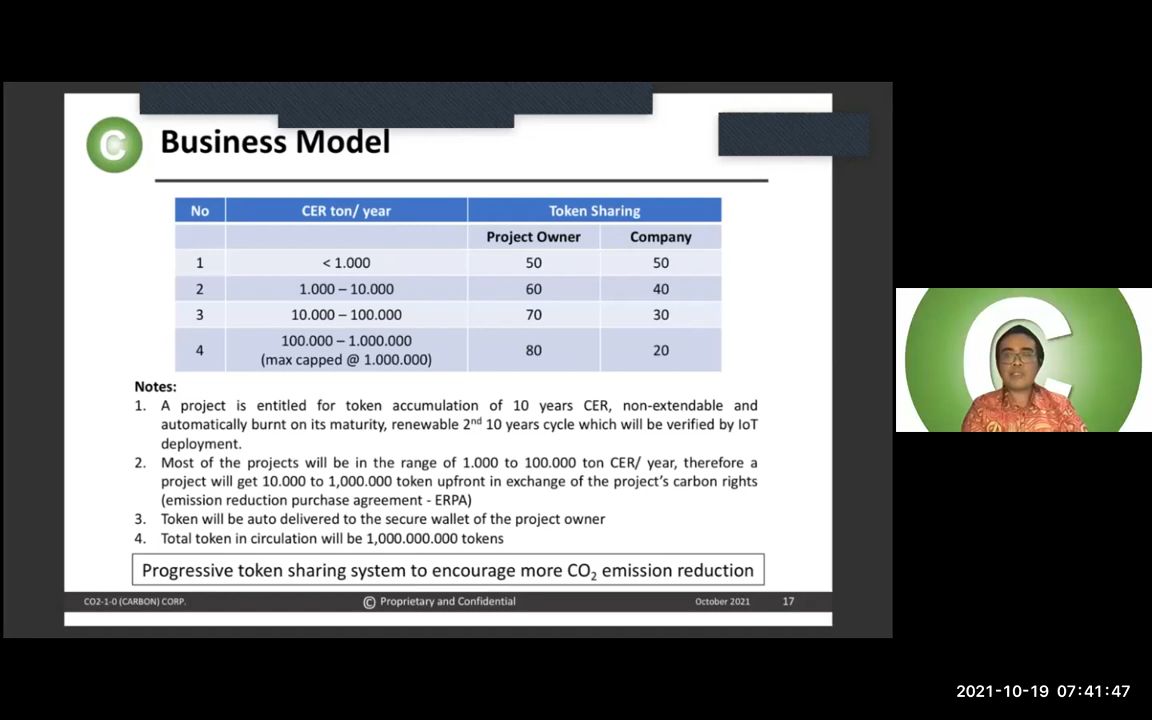 C
Business Model
No CER ton/ year Token Sharing
Project Owner Company
1 < 1.000 50 50
2 1.000 – 10.000 60 40
3 10.000 – 100.000 70 30
4 100.000 – 1.000.000 (max capped @ 1.000.000) 80 20
Notes:
1. A project is entitled for token accumulation of 10 years CER, non-extendable and
automatically burnt on its maturity, renewable 2nd 10 years cycle which will be verified by IoT
deployment.
2. Most of the projects will be in the range of 1.000 to 100.000 ton CER/ year, therefore a
project will get 10.000 to 1,000.000 token upfront in exchange of the project's carbon rights
(emission reduction purchase agreement - ERPA)
3. Token will be auto delivered to the secure wallet of the project owner
4. Total token in circulation will be 1,000.000.000 tokens
Progressive token sharing system to encourage more CO₂ emission reduction
CO2-1-0 (CARBON) CORP. © Proprietary and Confidential October 2021 17
C
2021-10-19 07:41:47